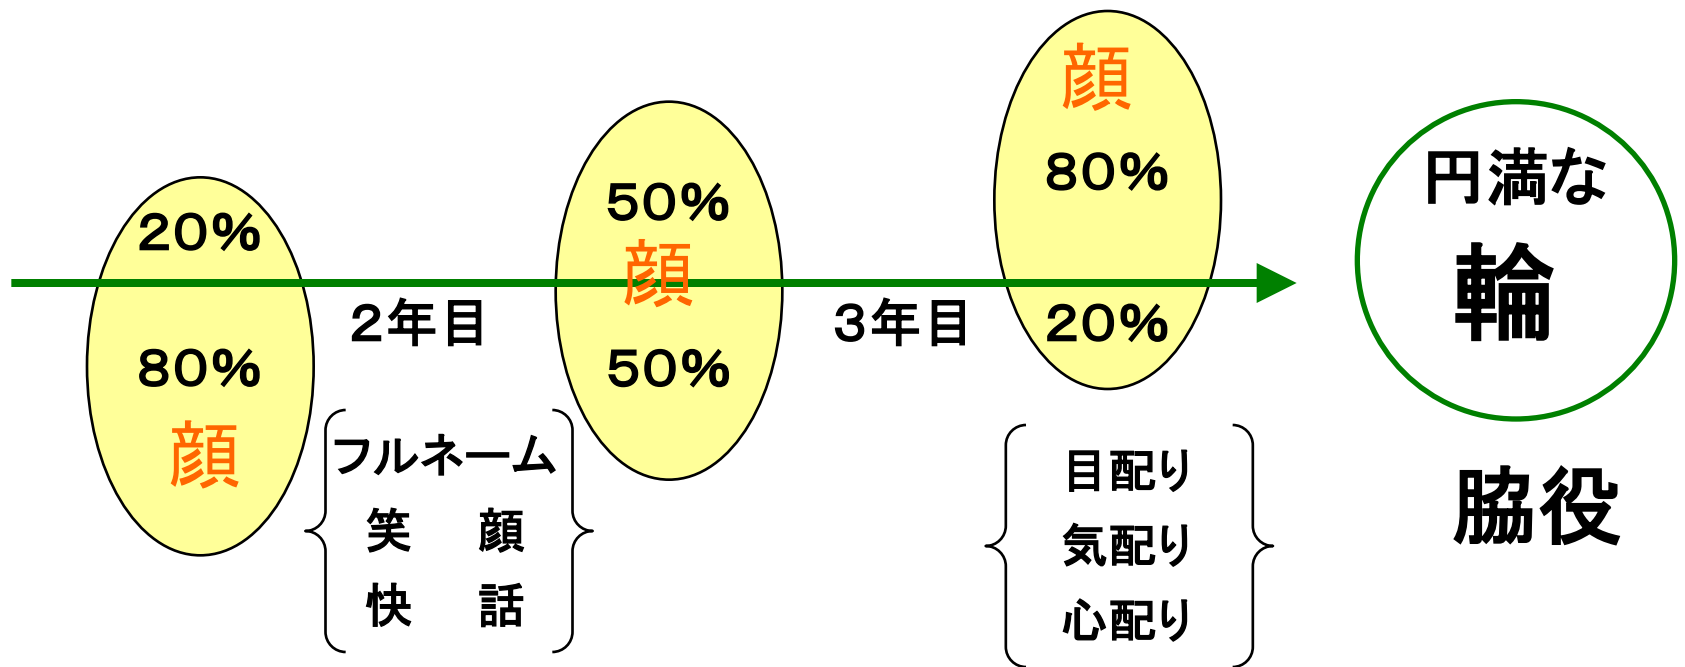 20%
80%
顔
2年目
フルネーム
笑　顔
快　話
50%
顔
50%
3年目
顔
80%
20%
目配り
気配り
心配り
円満な
輪
脇役